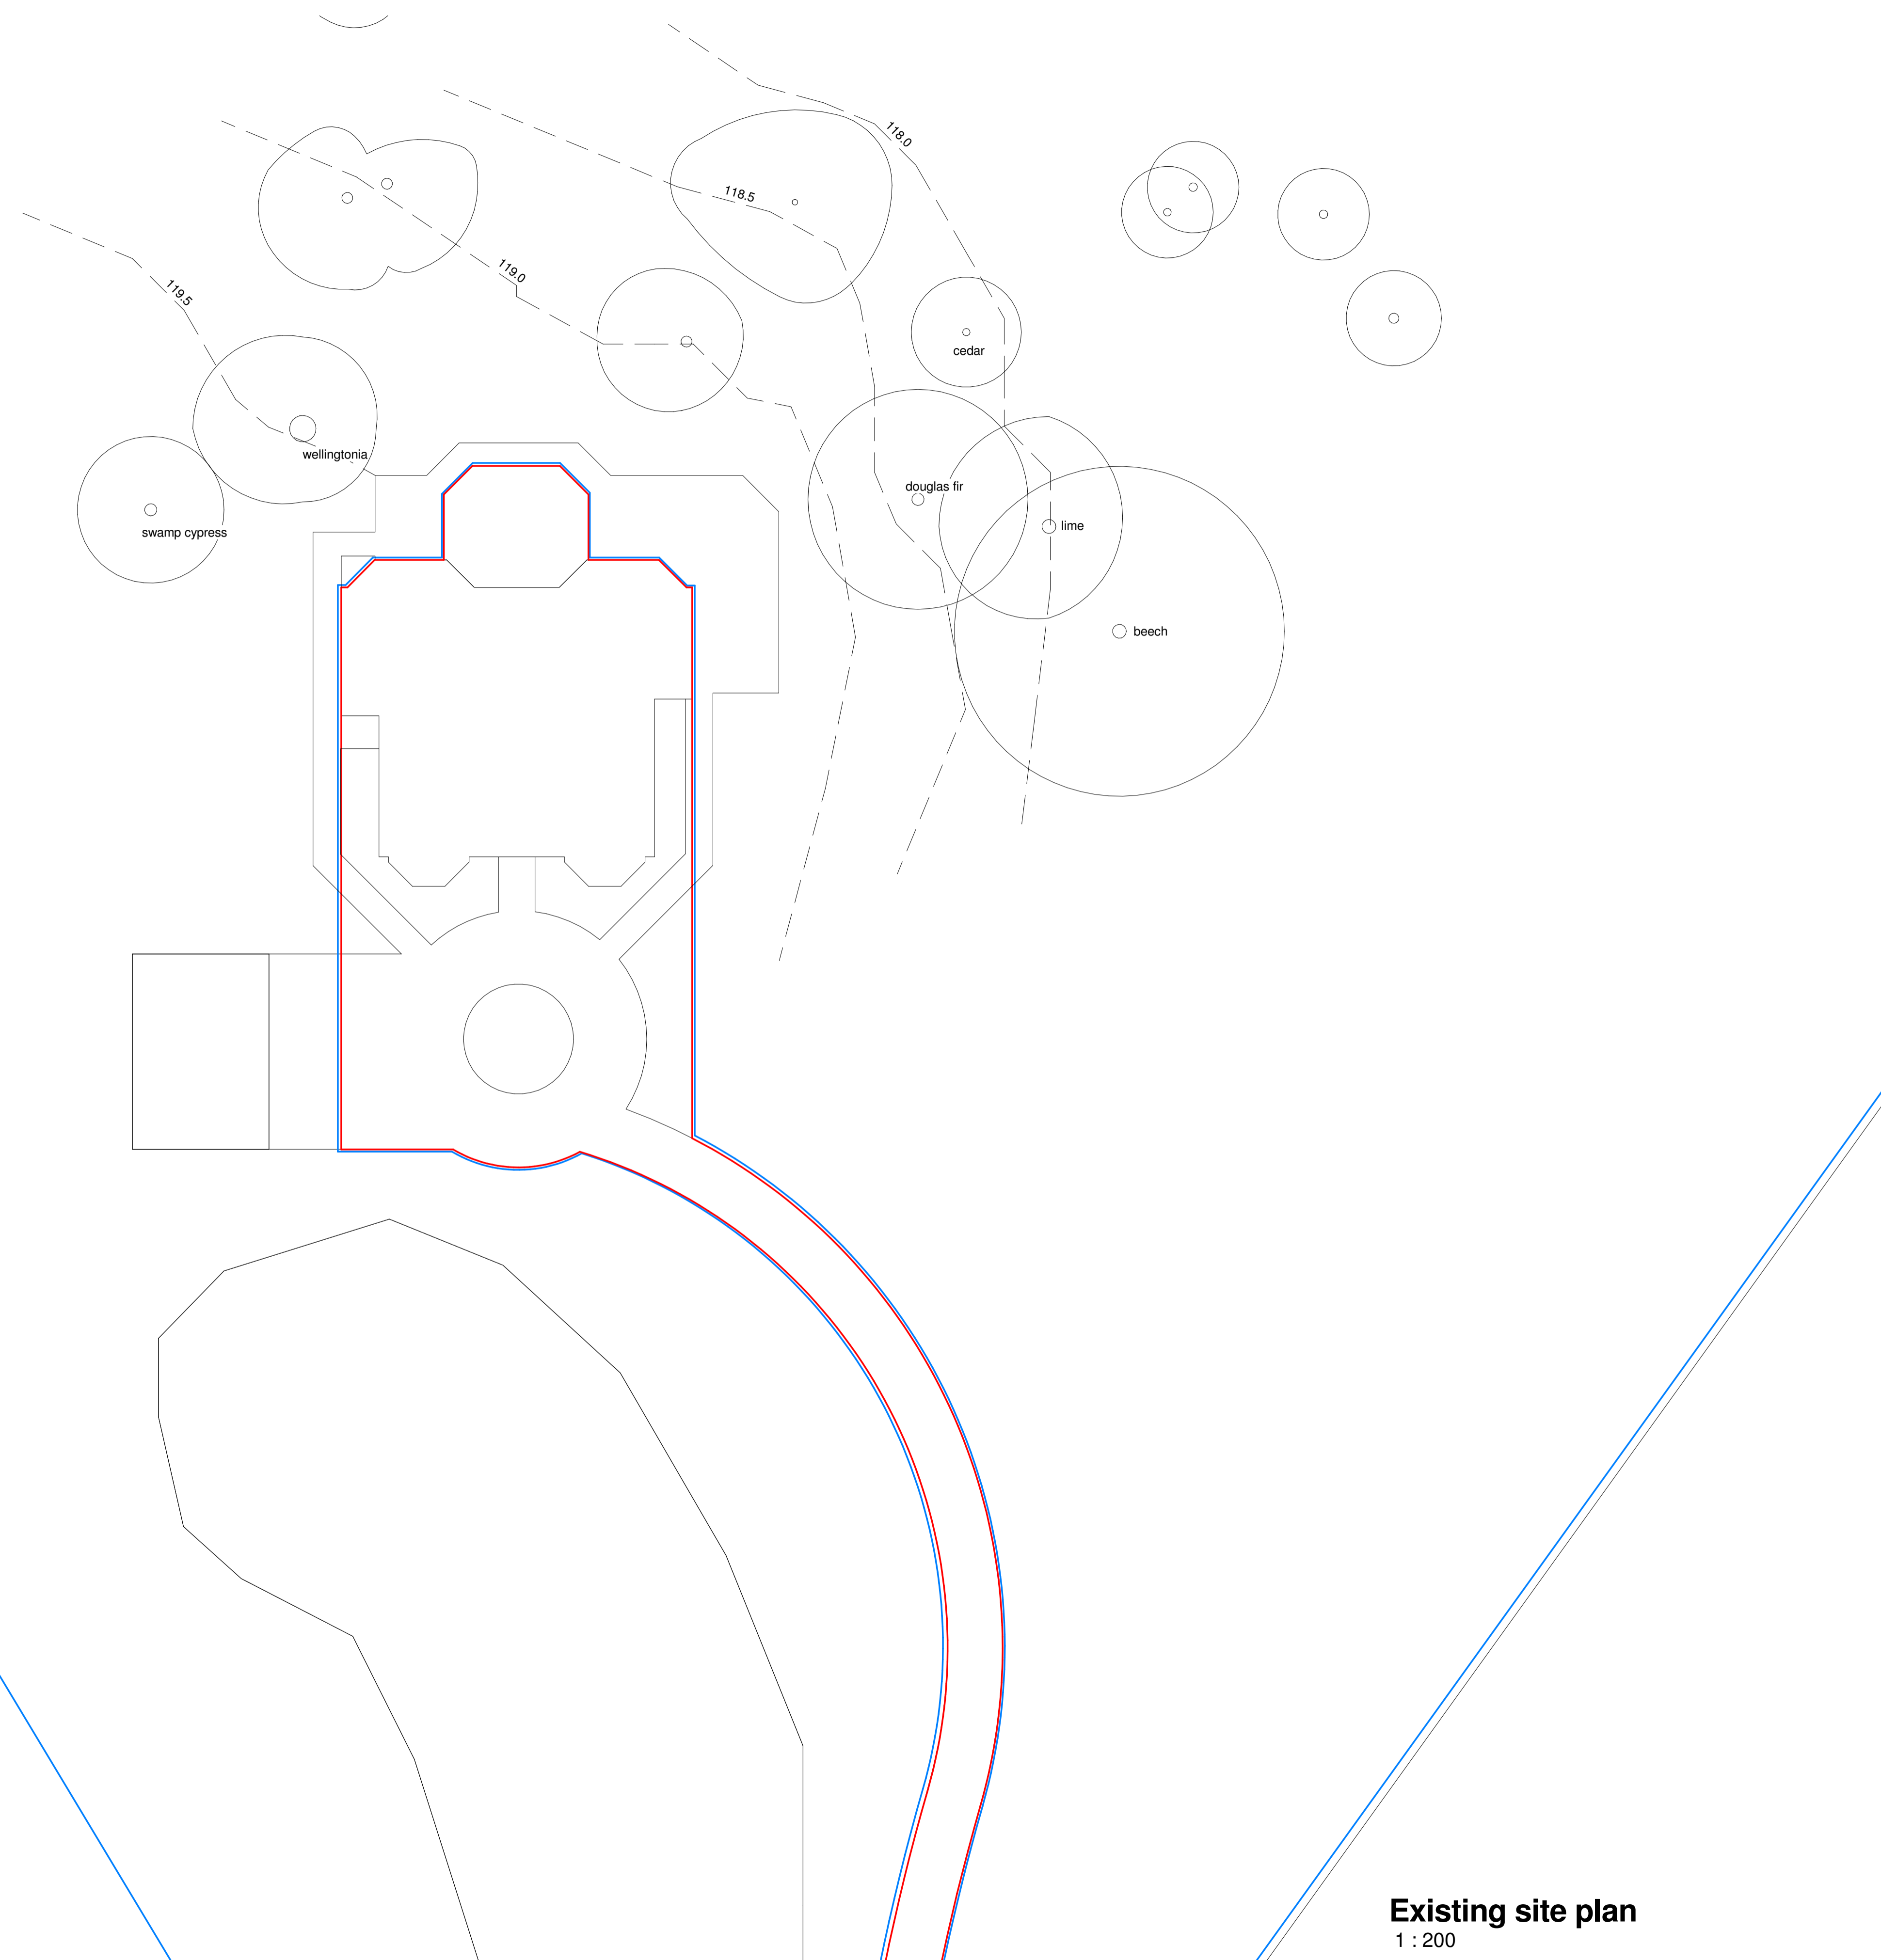 118.0
118.5
119.0
119.5
cedar
wellingtonia
douglas fir
lime
swamp cypress
beech
Existing site plan
1 : 200